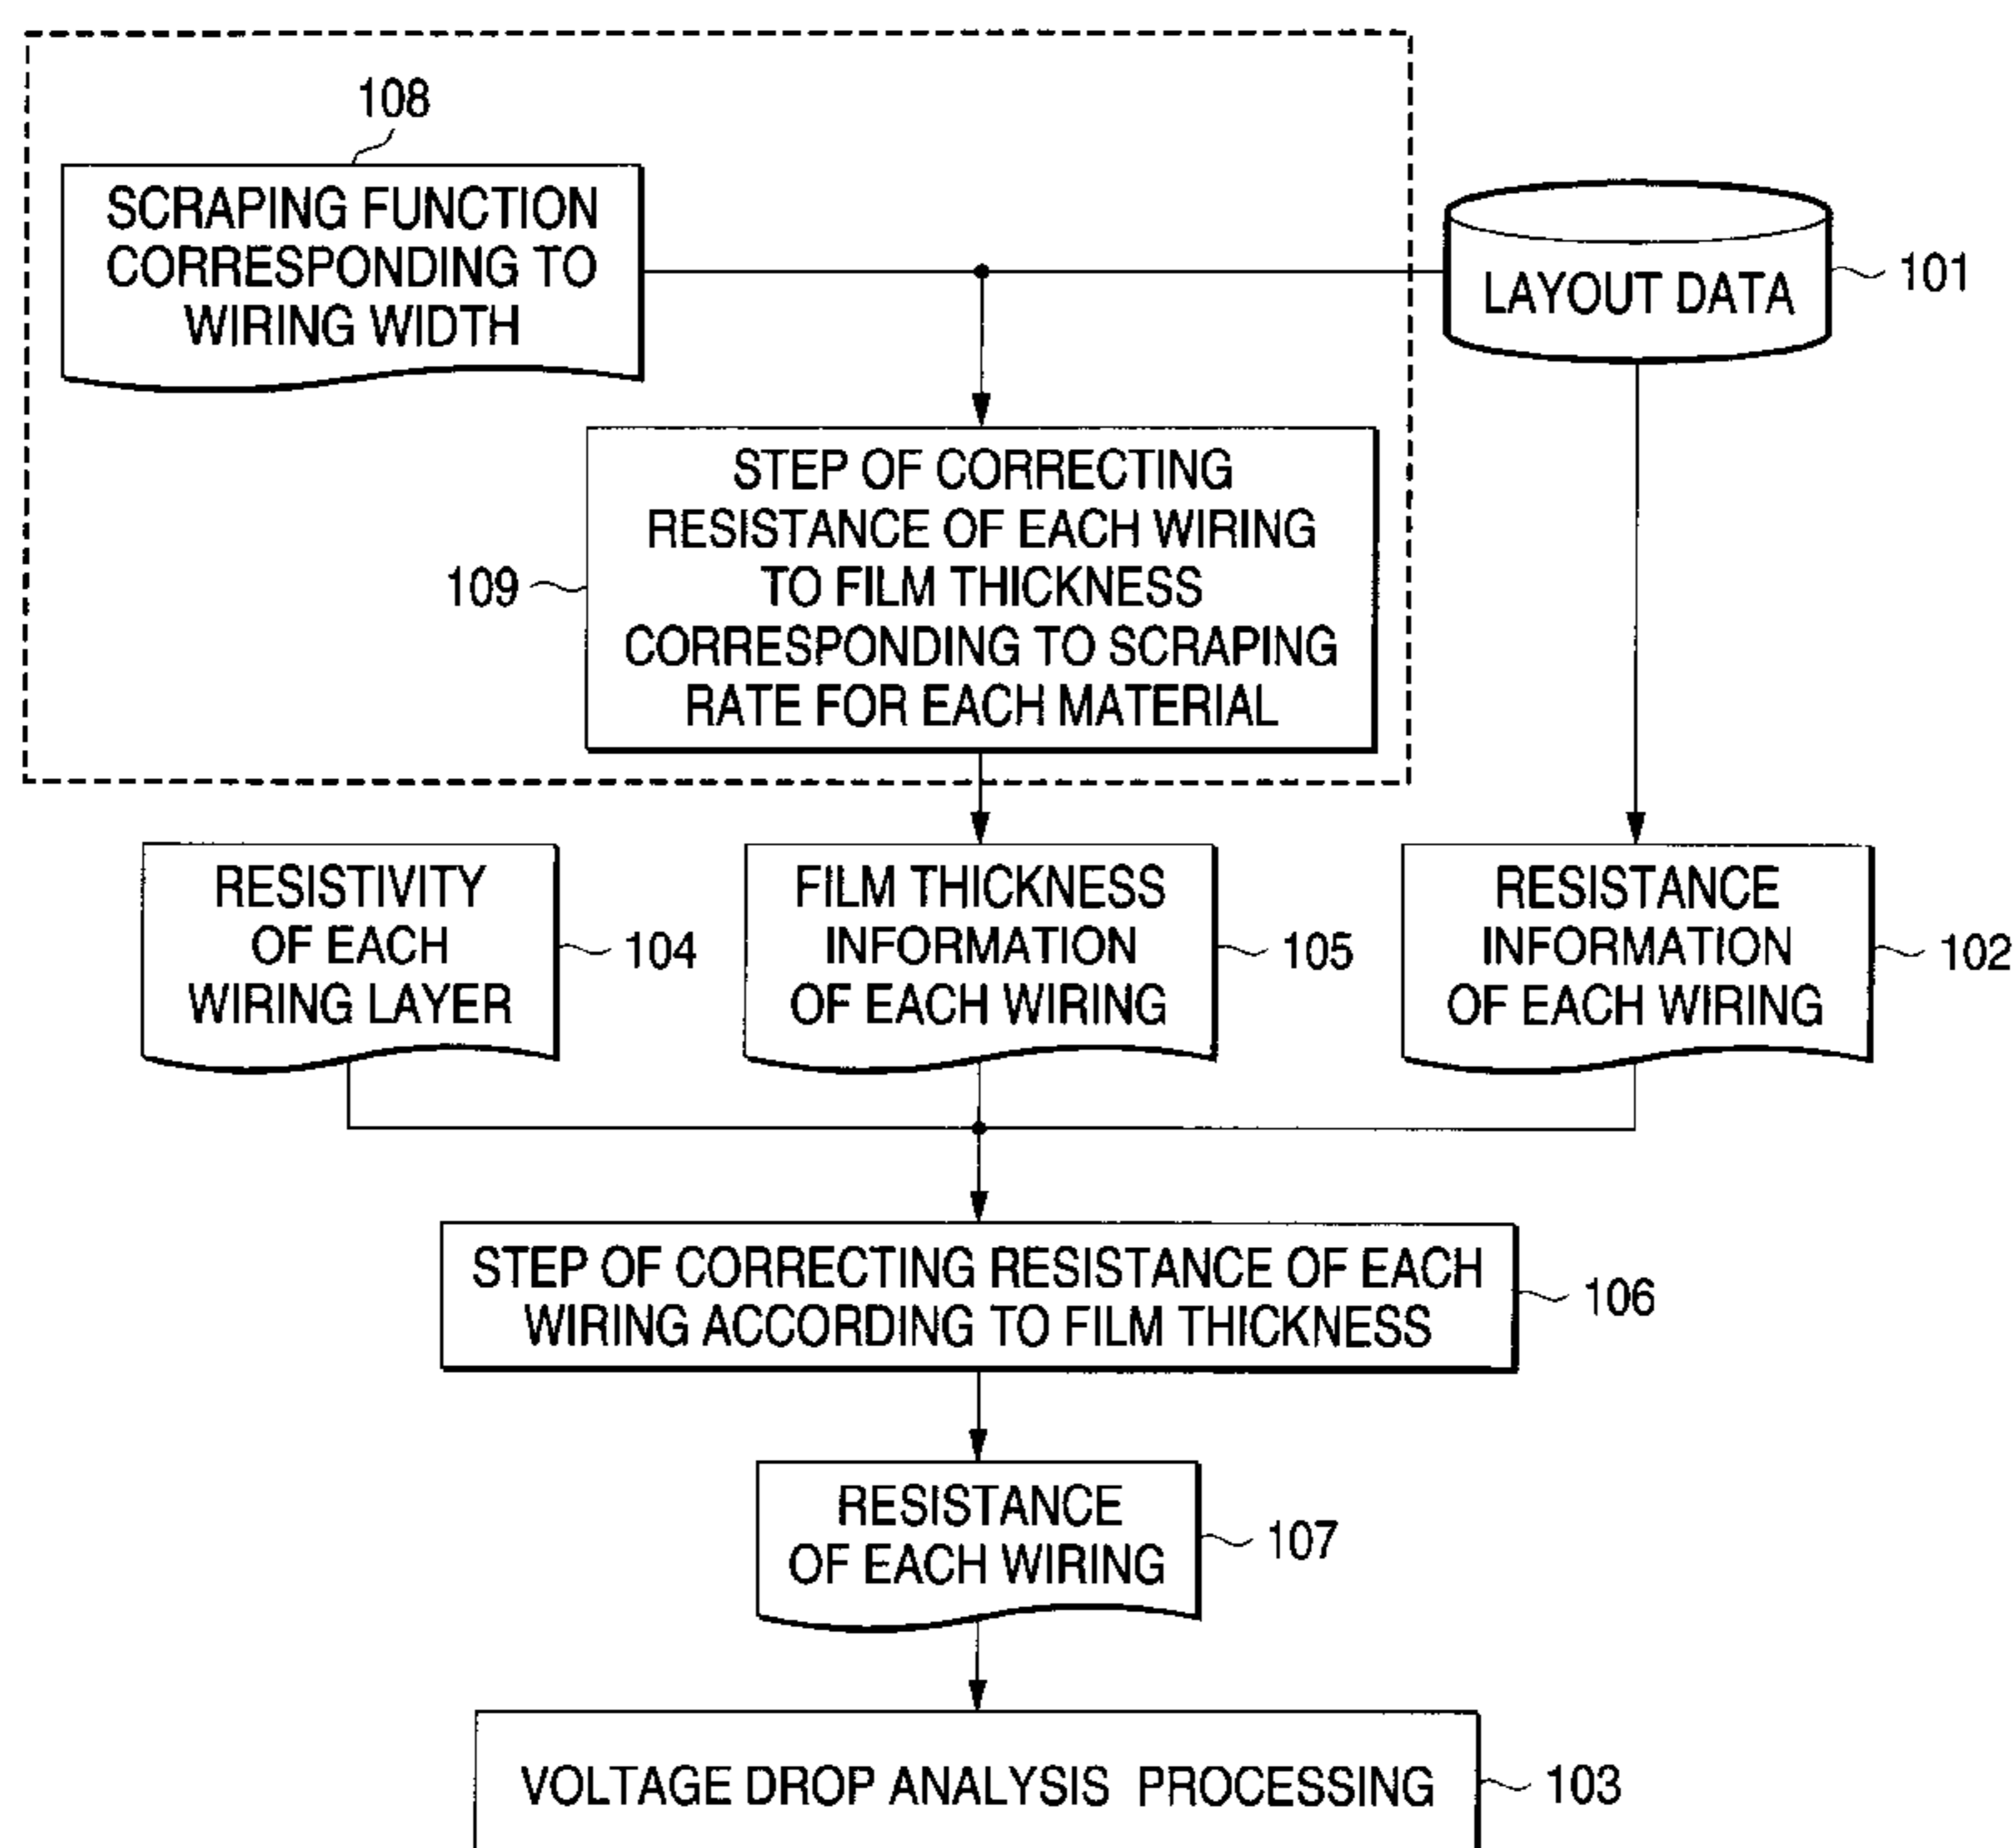 108
SCRAPING FUNCTION
CORRESPONDING TO
WIRING WIDTH
LAYOUT DATA
101
STEP OF CORRECTING
RESISTANCE OF EACH WIRING
TO FILM THICKNESS
CORRESPONDING TO SCRAPING
RATE FOR EACH MATERIAL
109
RESISTIVITY
OF EACH
WIRING LAYER
104
FILM THICKNESS
INFORMATION
OF EACH WIRING
105
RESISTANCE
INFORMATION
OF EACH WIRING
102
STEP OF CORRECTING RESISTANCE OF EACH
WIRING ACCORDING TO FILM THICKNESS
106
RESISTANCE
OF EACH WIRING
107
VOLTAGE DROP ANALYSIS PROCESSING
103